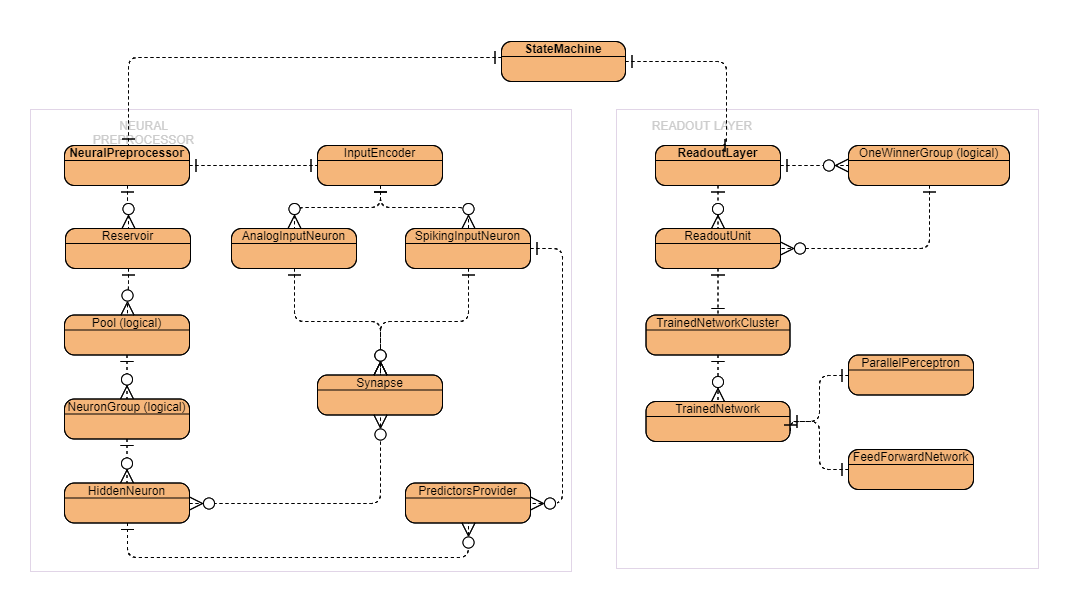 StateMachine
NEURAL
PREPROCESSOR
NeuralPreprocessor
InputEncoder
Reservoir
AnalogInputNeuron
SpikingInputNeuron
Pool (logical)
Synapse
NeuronGroup (logical)
HiddenNeuron
PredictorsProvider
READOUT LAYER
ReadoutLayer
OneWinnerGroup (logical)
ReadoutUnit
TrainedNetworkCluster
ParallelPerceptron
TrainedNetwork
FeedForwardNetwork